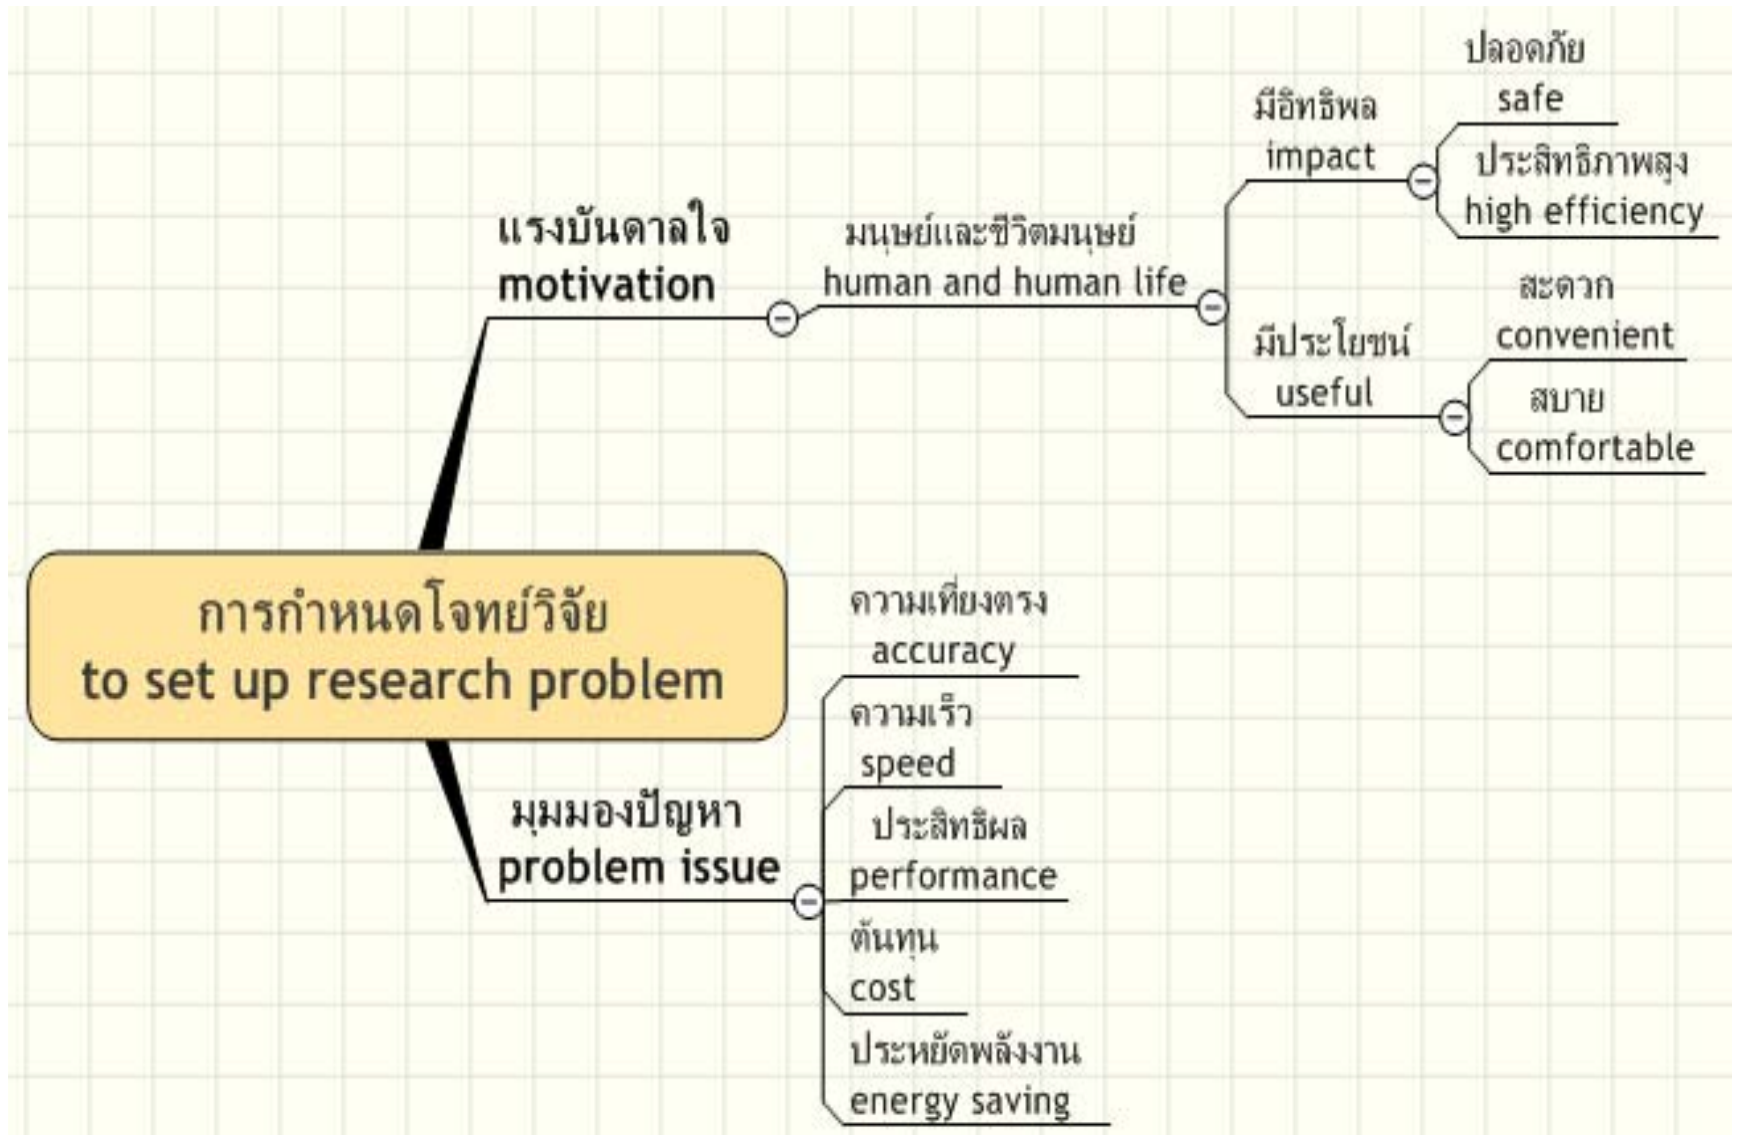 การกำหนดโจทย์วิจัย
to set up research problem
แรงบันดาลใจ
motivation
มนุษย์และชีวิตมนุษย์
human and human life
มีอิทธิพล
impact
ปลอดภัย
safe
ประสิทธิภาพสูง
high efficiency
มีประโยชน์
useful
สะดวก
convenient
สบาย
comfortable
มุมมองปัญหา
problem issue
ความเที่ยงตรง
accuracy
ความเร็ว
speed
ประสิทธิผล
performance
ต้นทุน
cost
ประหยัดพลังงาน
energy saving